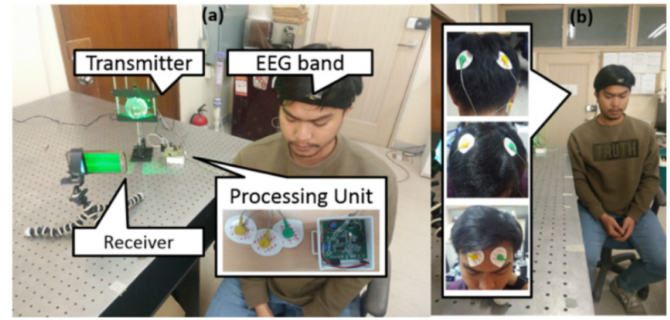 (a)
Transmitter
EEG band
Processing Unit
Receiver
(b)
TRUTH